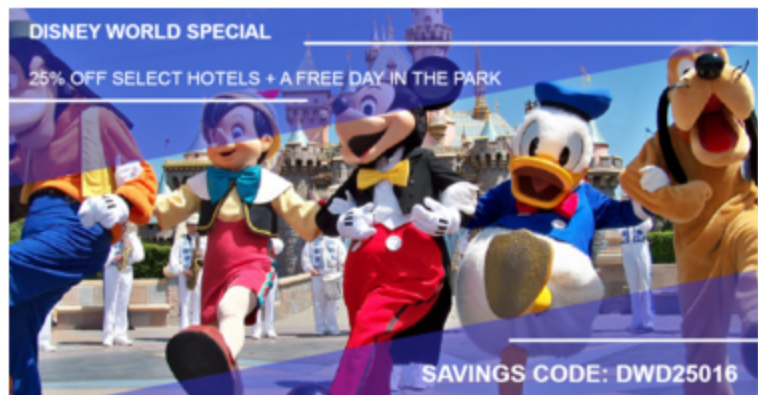 DISNEY WORLD SPECIAL
25% OFF SELECT HOTELS + A FREE DAY IN THE PARK
SAVINGS CODE: DWD25016